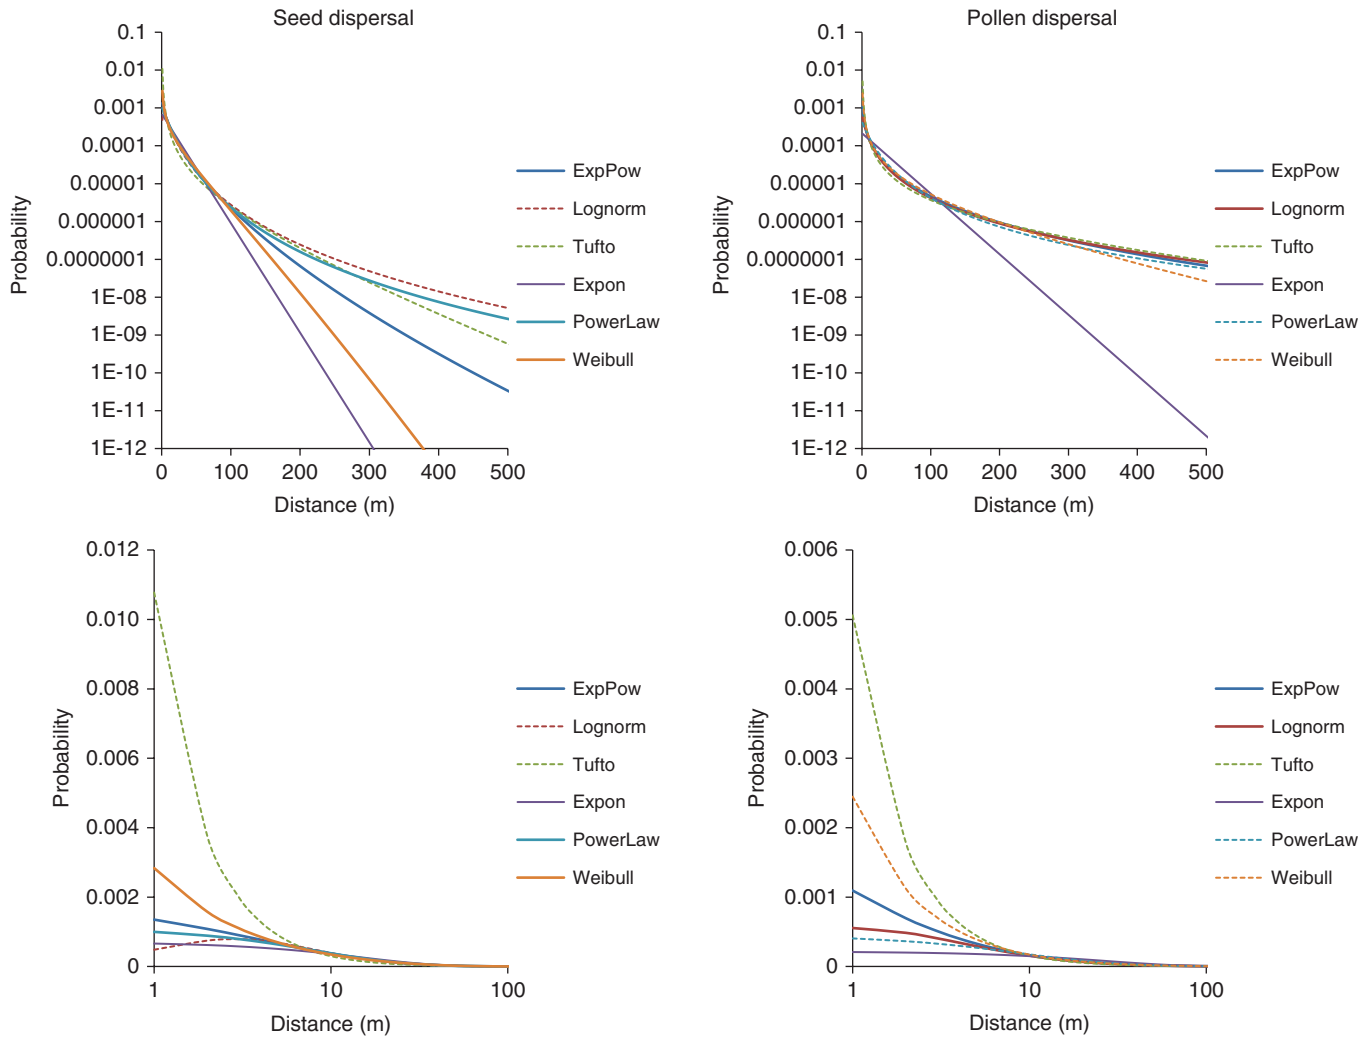 Seed dispersal
0.1
0.01
0.001
0.0001
0.00001
0.000001
0.0000001
1E-08
1E-09
1E-10
1E-11
1E-12
Probability
0 100 200 300 400 500
Distance (m)
ExpPow
Lognorm
Tufto
Expon
PowerLaw
Weibull
Pollen dispersal
0.1
0.01
0.001
0.0001
0.00001
0.000001
0.0000001
1E-08
1E-09
1E-10
1E-11
1E-12
Probability
0 100 200 300 400 500
Distance (m)
ExpPow
Lognorm
Tufto
Expon
PowerLaw
Weibull
0.012
0.010
0.008
0.006
0.004
0.002
0
Probability
1 10 100
Distance (m)
ExpPow
Lognorm
Tufto
Expon
PowerLaw
Weibull
0.006
0.005
0.004
0.003
0.002
0.001
0
Probability
1 10 100
Distance (m)
ExpPow
Lognorm
Tufto
Expon
PowerLaw
Weibull